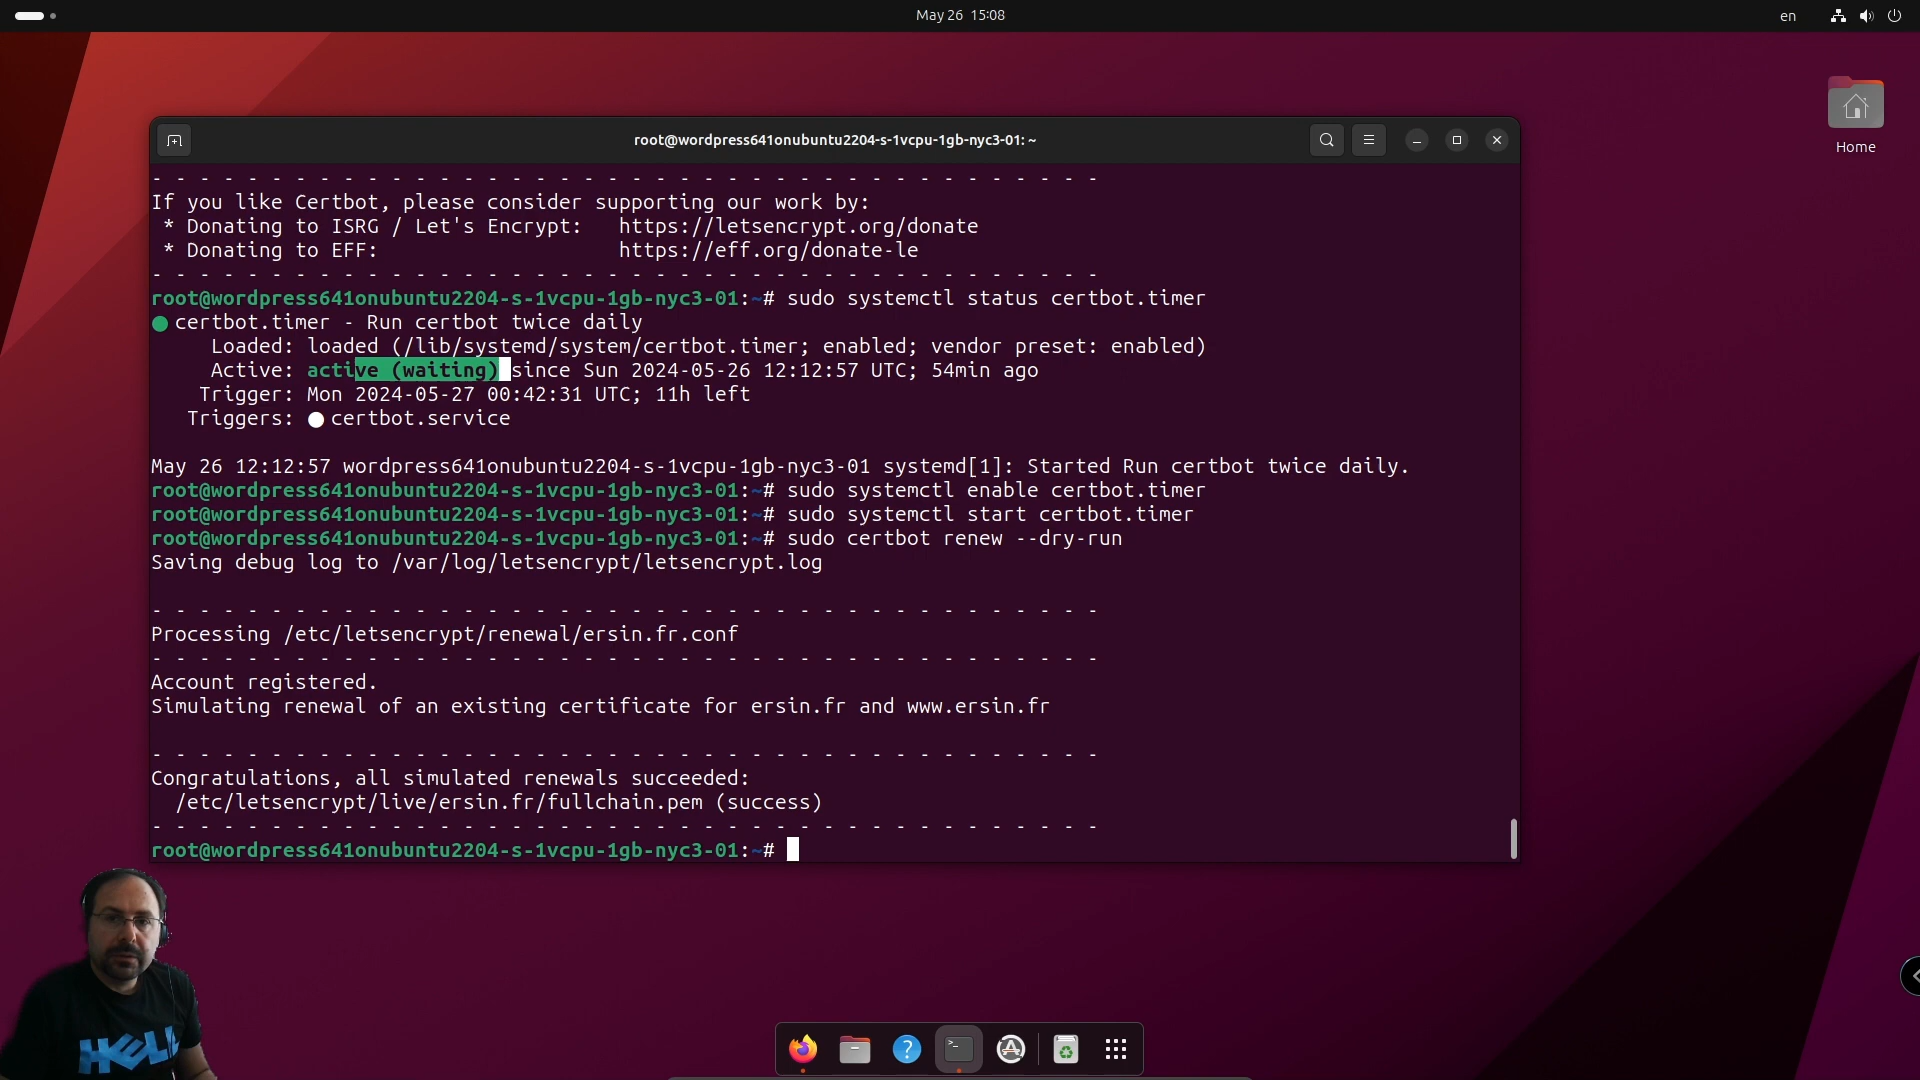 May 26 15:08
en
Home
root@wordpress641onubuntu2204-s-1vcpu-1gb-nyc3-01: ~
- - - - - - - - - - - - - - - - - - - - - - - - - - - - - - - - - - - - - - - -
If you like Certbot, please consider supporting our work by:
* Donating to ISRG / Let's Encrypt: https://letsencrypt.org/donate
* Donating to EFF: https://eff.org/donate-le
- - - - - - - - - - - - - - - - - - - - - - - - - - - - - - - - - - - - - - - -
root@wordpress641onubuntu2204-s-1vcpu-1gb-nyc3-01:~# sudo systemctl status certbot.timer
● certbot.timer - Run certbot twice daily
Loaded: loaded (/lib/systemd/system/certbot.timer; enabled; vendor preset: enabled)
Active: active (waiting) since Sun 2024-05-26 12:12:57 UTC; 54min ago
Trigger: Mon 2024-05-27 00:42:31 UTC; 11h left
Triggers: ● certbot.service
May 26 12:12:57 wordpress641onubuntu2204-s-1vcpu-1gb-nyc3-01 systemd[1]: Started Run certbot twice daily.
root@wordpress641onubuntu2204-s-1vcpu-1gb-nyc3-01:~# sudo systemctl enable certbot.timer
root@wordpress641onubuntu2204-s-1vcpu-1gb-nyc3-01:~# sudo systemctl start certbot.timer
root@wordpress641onubuntu2204-s-1vcpu-1gb-nyc3-01:~# sudo certbot renew --dry-run
Saving debug log to /var/log/letsencrypt/letsencrypt.log
- - - - - - - - - - - - - - - - - - - - - - - - - - - - - - - - - - - - - - - -
Processing /etc/letsencrypt/renewal/ersin.fr.conf
- - - - - - - - - - - - - - - - - - - - - - - - - - - - - - - - - - - - - - - -
Account registered.
Simulating renewal of an existing certificate for ersin.fr and www.ersin.fr
- - - - - - - - - - - - - - - - - - - - - - - - - - - - - - - - - - - - - - - -
Congratulations, all simulated renewals succeeded:
/etc/letsencrypt/live/ersin.fr/fullchain.pem (success)
- - - - - - - - - - - - - - - - - - - - - - - - - - - - - - - - - - - - - - - -
root@wordpress641onubuntu2204-s-1vcpu-1gb-nyc3-01:~#